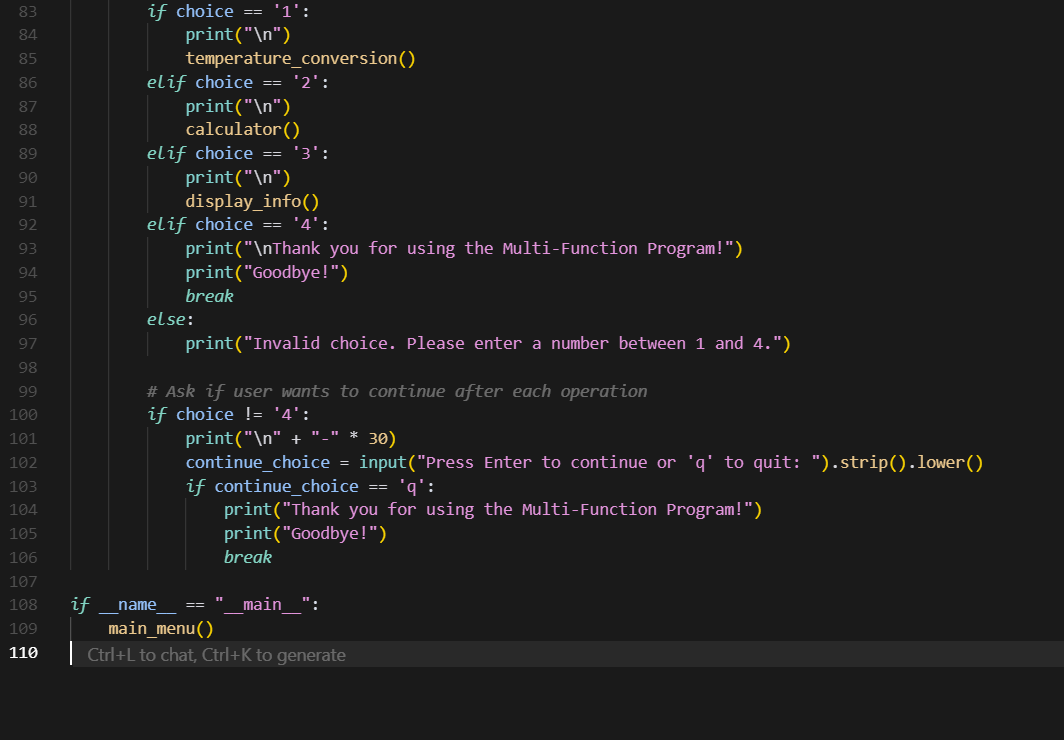 83 if choice == '1':
84 print("\n")
85 temperature_conversion()
86 elif choice == '2':
87 print("\n")
88 calculator()
89 elif choice == '3':
90 print("\n")
91 display_info()
92 elif choice == '4':
93 print("\nThank you for using the Multi-Function Program!")
94 print("Goodbye!")
95 break
96 else:
97 print("Invalid choice. Please enter a number between 1 and 4.")
98
99 # Ask if user wants to continue after each operation
100 if choice != '4':
101 print("\n" + "-" * 30)
102 continue_choice = input("Press Enter to continue or 'q' to quit: ").strip().lower()
103 if continue_choice == 'q':
104 print("Thank you for using the Multi-Function Program!")
105 print("Goodbye!")
106 break
107
108 if __name__ == "__main__":
109 main_menu()
110 Ctrl+L to chat, Ctrl+K to generate